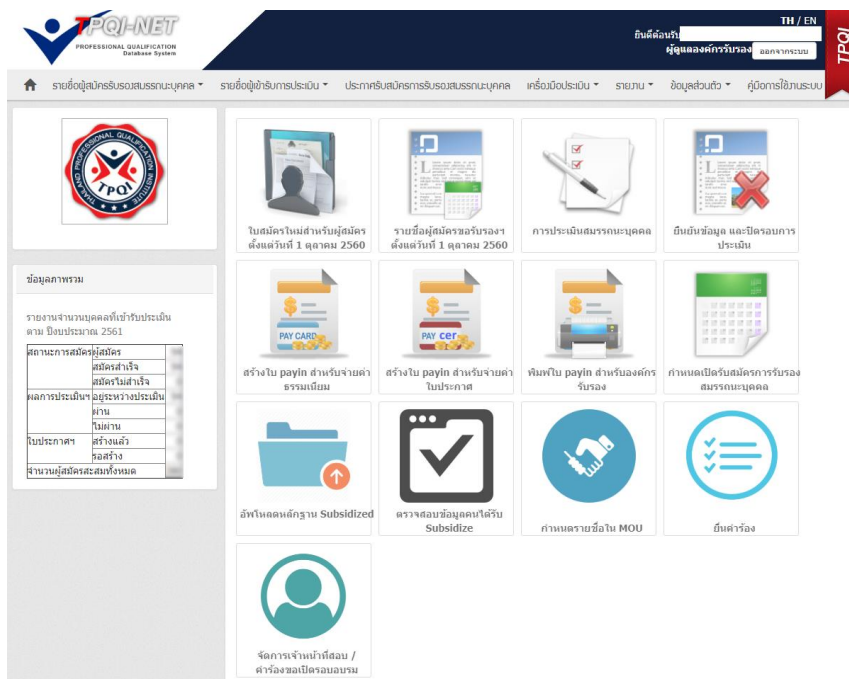 TPQI-NET
PROFESSIONAL QUALIFICATION
Database System
TH / EN
ยินดีต้อนรับ
ผู้ดูแลองค์กรรับรอง ออกจากระบบ
TPQI
รายชื่อผู้สมัครรับรองสมรรถนะบุคคล รายชื่อผู้เข้ารับการประเมิน ประกาศรับสมัครการรับรองสมรรถนะบุคคล เครื่องมือประเมิน รายงาน ข้อมูลส่วนตัว คู่มือการใช้งานระบบ
THAILAND PROFESSIONAL QUALIFICATION INSTITUTE
TPQI
ใบสมัครใหม่สำหรับผู้สมัคร
ตั้งแต่วันที่ 1 ตุลาคม 2560
รายชื่อผู้สมัครขอรับรองฯ
ตั้งแต่วันที่ 1 ตุลาคม 2560
การประเมินสมรรถนะบุคคล
ยืนยันข้อมูล และปิดรอบการ
ประเมิน
ข้อมูลภาพรวม
รายงานจำนวนบุคคลที่เข้ารับประเมิน
ตาม ปีงบประมาณ 2561
สถานะการสมัคร ผู้สมัคร
สมัครสำเร็จ
สมัครไม่สำเร็จ
ผลการประเมินฯ อยู่ระหว่างประเมิน
ผ่าน
ไม่ผ่าน
ใบประกาศฯ สร้างแล้ว
รอสร้าง
จำนวนผู้สมัครสะสมทั้งหมด
PAY CARD
สร้างใบ payin สำหรับจ่ายค่า
ธรรมเนียม
PAY cer
สร้างใบ payin สำหรับจ่ายค่า
ใบประกาศ
พิมพ์ใบ payin สำหรับองค์กร
รับรอง
กำหนดเปิดรับสมัครการรับรอง
สมรรถนะบุคคล
อัพโหลดหลักฐาน Subsidized
ตรวจสอบข้อมูลคนได้รับ
Subsidize
กำหนดรายชื่อใน MOU
ยื่นคำร้อง
จัดการเจ้าหน้าที่สอบ /
คำร้องขอเปิดรอบอบรม